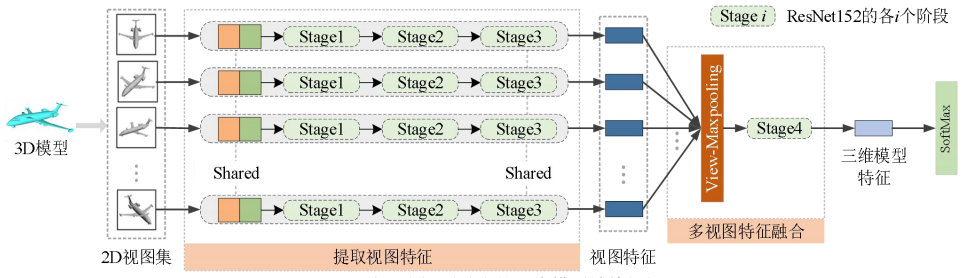 Stage i
ResNet152的各i个阶段
Stage1
Stage2
Stage3
Stage1
Stage2
Stage3
Stage1
Stage2
Stage3
Shared
Shared
Stage1
Stage2
Stage3
3D模型
2D视图集
提取视图特征
视图特征
View-Maxpooling
Stage4
多视图特征融合
三维模型
特征
SoftMax